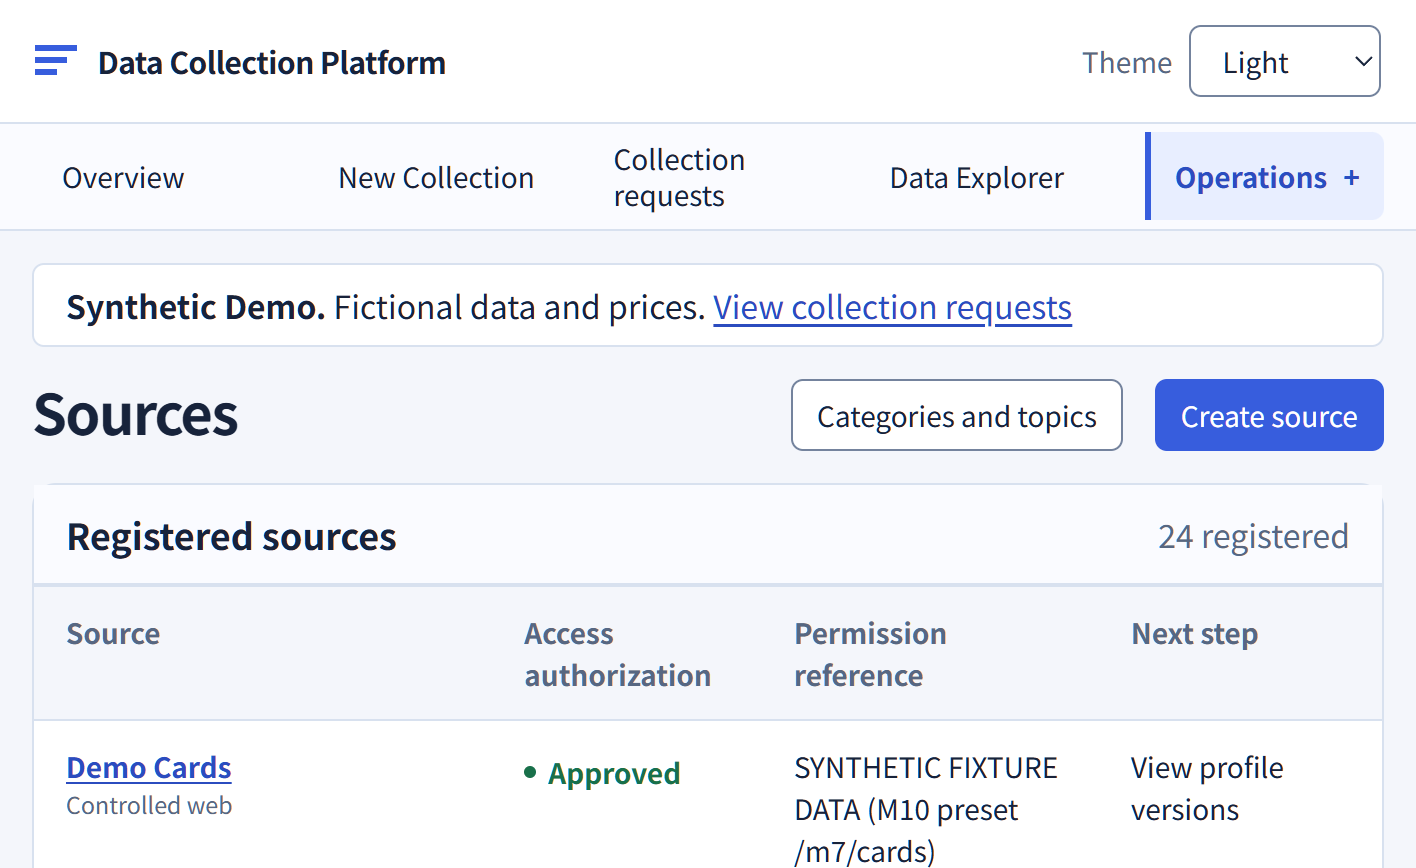 Data Collection Platform
Theme
Light
Overview
New Collection
Collection
requests
Data Explorer
Operations +
Synthetic Demo. Fictional data and prices. View collection requests
Sources
Categories and topics
Create source
Registered sources
24 registered
Source
Access
authorization
Permission
reference
Next step
Demo Cards
Controlled web
Approved
SYNTHETIC FIXTURE
DATA (M10 preset
/m7/cards)
View profile
versions